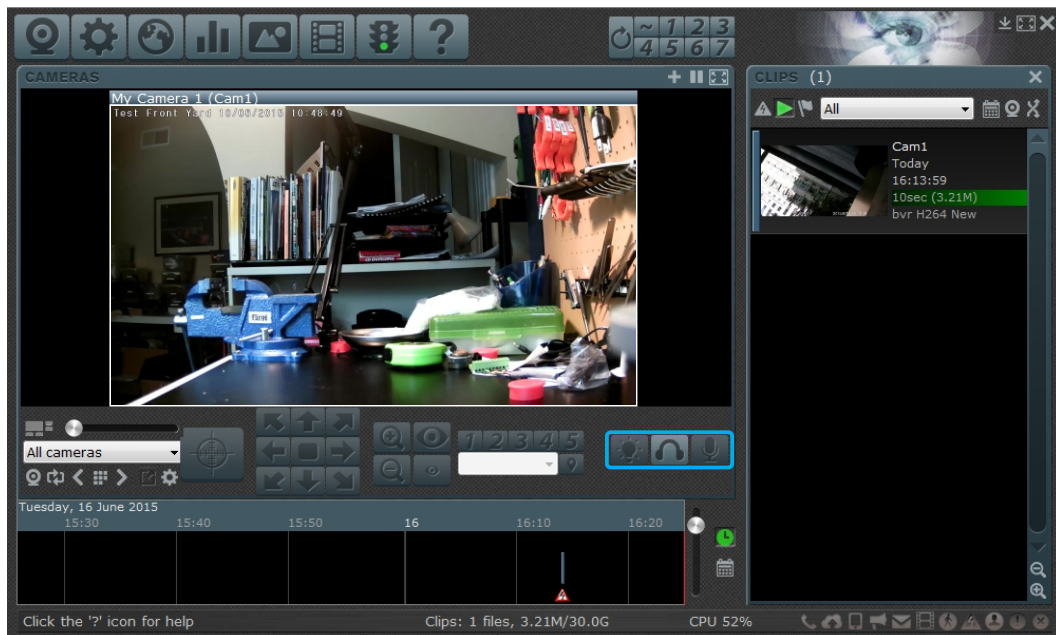 ?
~ 1 2 3
4 5 6 7
CAMERAS
My Camera 1 (Cam1)
Test Front Yard 10/06/2015 10:48:49
All cameras
1 2 3 4 5
Tuesday, 16 June 2015
15:30 15:40 15:50 16 16:10 16:20
CLIPS (1)
All
Cam1
Today
16:13:59
10sec (3.21M)
bvr H264 New
Click the '?' icon for help
Clips: 1 files, 3.21M/30.0G
CPU 52%